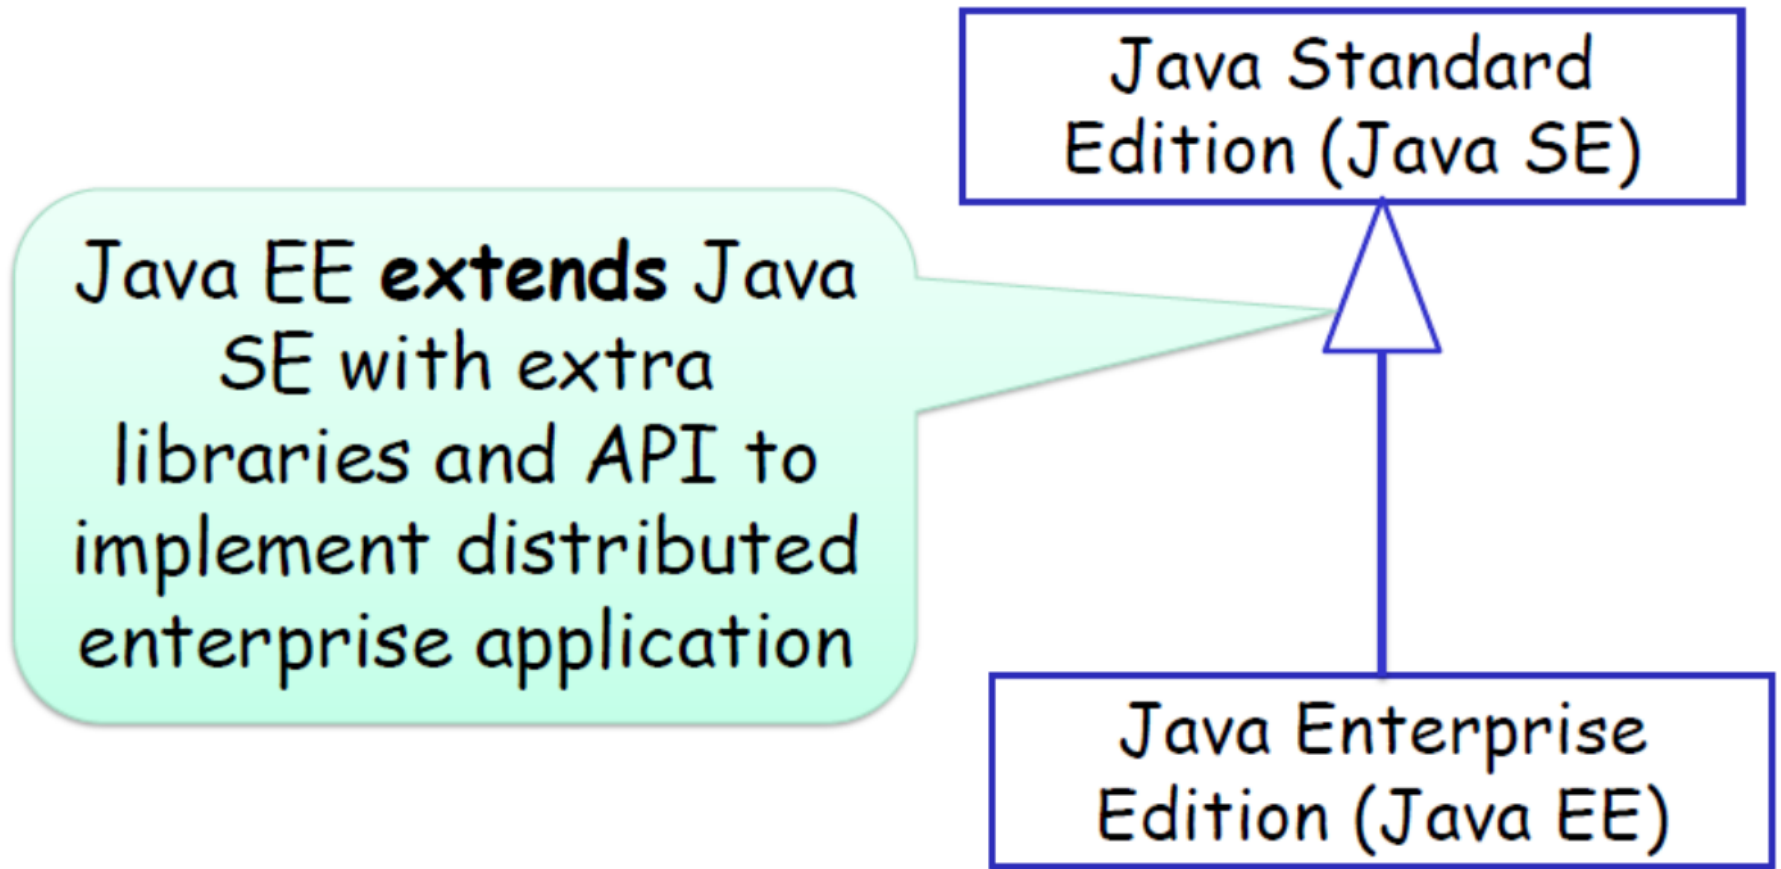 Java Standard
Edition (Java SE)
Java EE extends Java
SE with extra
libraries and API to
implement distributed
enterprise application
Java Enterprise
Edition (Java EE)